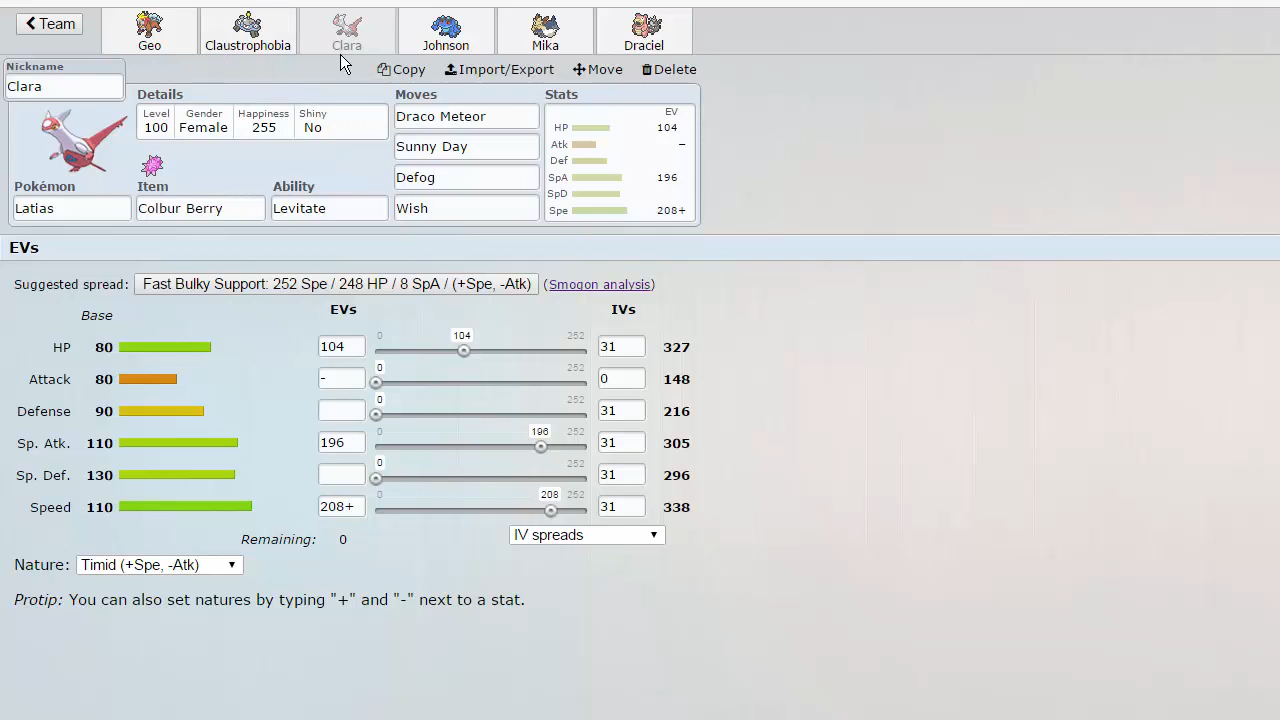 Team
Geo
Claustrophobia
Clara
Johnson
Mika
Draciel
Nickname
Clara
Copy Import/Export Move Delete
Details
Level 100
Gender Female
Happiness 255
Shiny No
Pokémon
Latias
Item
Colbur Berry
Ability
Levitate
Moves
Draco Meteor
Sunny Day
Defog
Wish
Stats
EV
HP 104
Atk –
Def
SpA 196
SpD
Spe 208+
EVs
Suggested spread: Fast Bulky Support: 252 Spe / 248 HP / 8 SpA / (+Spe, -Atk) (Smogon analysis)
Base EVs IVs
0 104 252
HP 80 104 31 327
0 252
Attack 80 - 0 148
0 252
Defense 90 31 216
0 196 252
Sp. Atk. 110 196 31 305
0 252
Sp. Def. 130 31 296
0 208 252
Speed 110 208+ 31 338
Remaining: 0 IV spreads
Nature: Timid (+Spe, -Atk)
Protip: You can also set natures by typing "+" and "-" next to a stat.